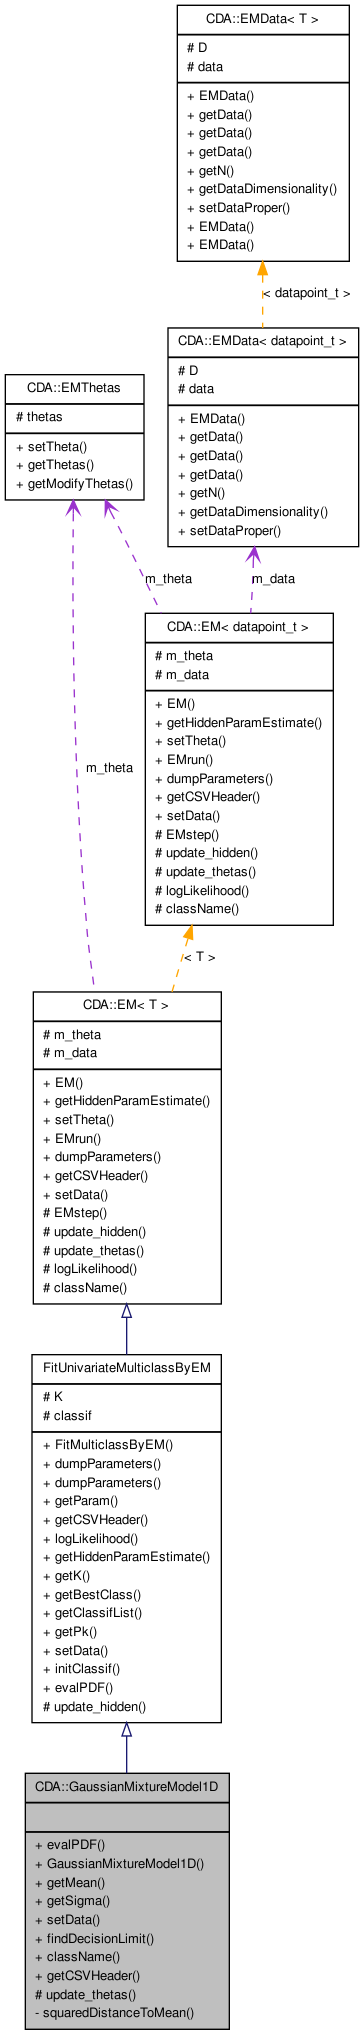 CDA::EMData< T >
# D
# data
+ EMData()
+ getData()
+ getData()
+ getData()
+ getN()
+ getDataDimensionality()
+ setDataProper()
+ EMData()
+ EMData()
< datapoint_t >
CDA::EMData< datapoint_t >
# D
# data
+ EMData()
+ getData()
+ getData()
+ getData()
+ getN()
+ getDataDimensionality()
+ setDataProper()
CDA::EMThetas
# thetas
+ setTheta()
+ getThetas()
+ getModifyThetas()
m_theta
m_data
CDA::EM< datapoint_t >
# m_theta
# m_data
+ EM()
+ getHiddenParamEstimate()
+ setTheta()
+ EMrun()
+ dumpParameters()
+ getCSVHeader()
+ setData()
# EMstep()
# update_hidden()
# update_thetas()
# logLikelihood()
# className()
m_theta
< T >
CDA::EM< T >
# m_theta
# m_data
+ EM()
+ getHiddenParamEstimate()
+ setTheta()
+ EMrun()
+ dumpParameters()
+ getCSVHeader()
+ setData()
# EMstep()
# update_hidden()
# update_thetas()
# logLikelihood()
# className()
FitUnivariateMulticlassByEM
# K
# classif
+ FitMulticlassByEM()
+ dumpParameters()
+ dumpParameters()
+ getParam()
+ getCSVHeader()
+ logLikelihood()
+ getHiddenParamEstimate()
+ getK()
+ getBestClass()
+ getClassifList()
+ getPk()
+ setData()
+ initClassif()
+ evalPDF()
# update_hidden()
CDA::GaussianMixtureModel1D
+ evalPDF()
+ GaussianMixtureModel1D()
+ getMean()
+ getSigma()
+ setData()
+ findDecisionLimit()
+ className()
+ getCSVHeader()
# update_thetas()
- squaredDistanceToMean()